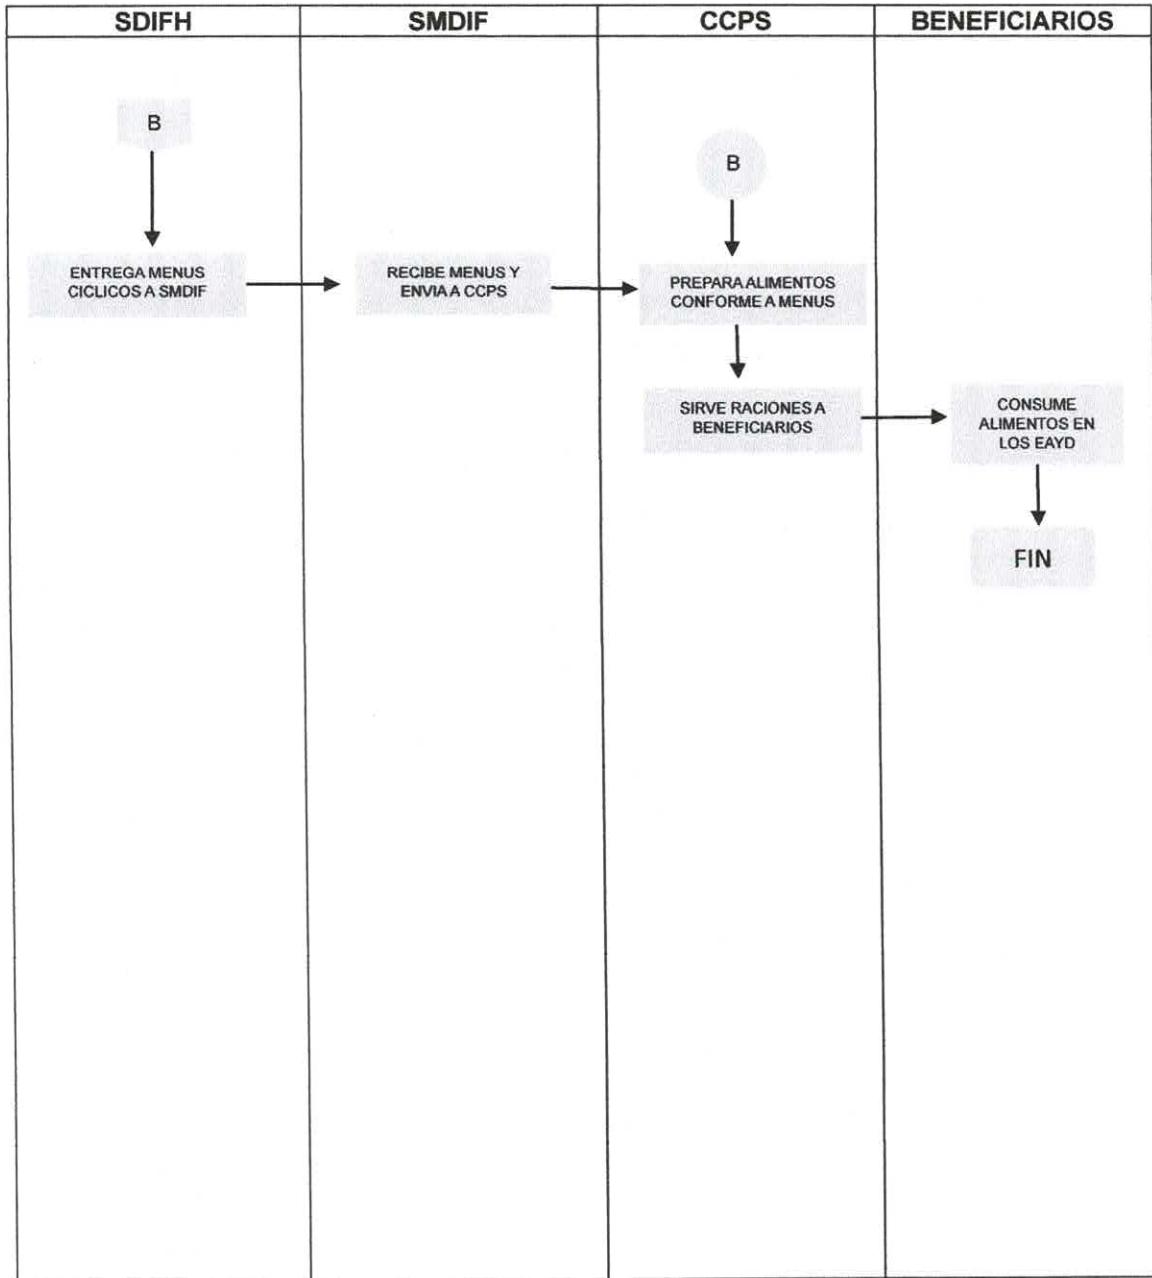 SDIFH
SMDIF
CCPS
BENEFICIARIOS
B
B
ENTREGA MENUS
CICLICOS A SMDIF
RECIBE MENUS Y
ENVIA A CCPS
PREPARA ALIMENTOS
CONFORME A MENUS
SIRVE RACIONES A
BENEFICIARIOS
CONSUME
ALIMENTOS EN
LOS EAYD
FIN